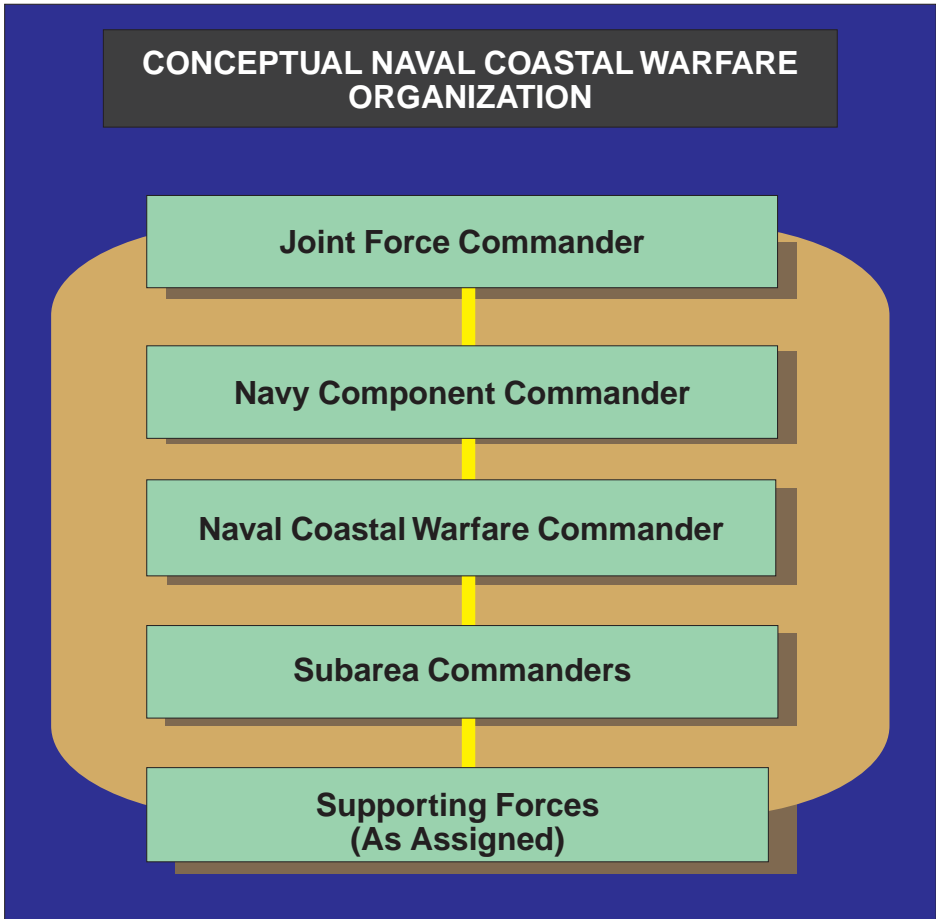 CONCEPTUAL NAVAL COASTAL WARFARE
ORGANIZATION
Joint Force Commander
Navy Component Commander
Naval Coastal Warfare Commander
Subarea Commanders
Supporting Forces
(As Assigned)